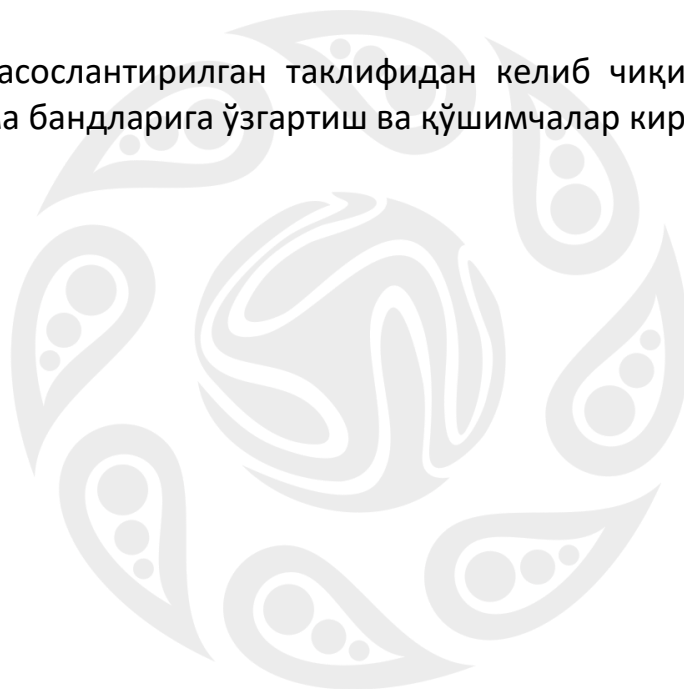 асослантирилган таклифидан келиб чиқи
а бандларига ўзгартиш ва қўшимчалар кир